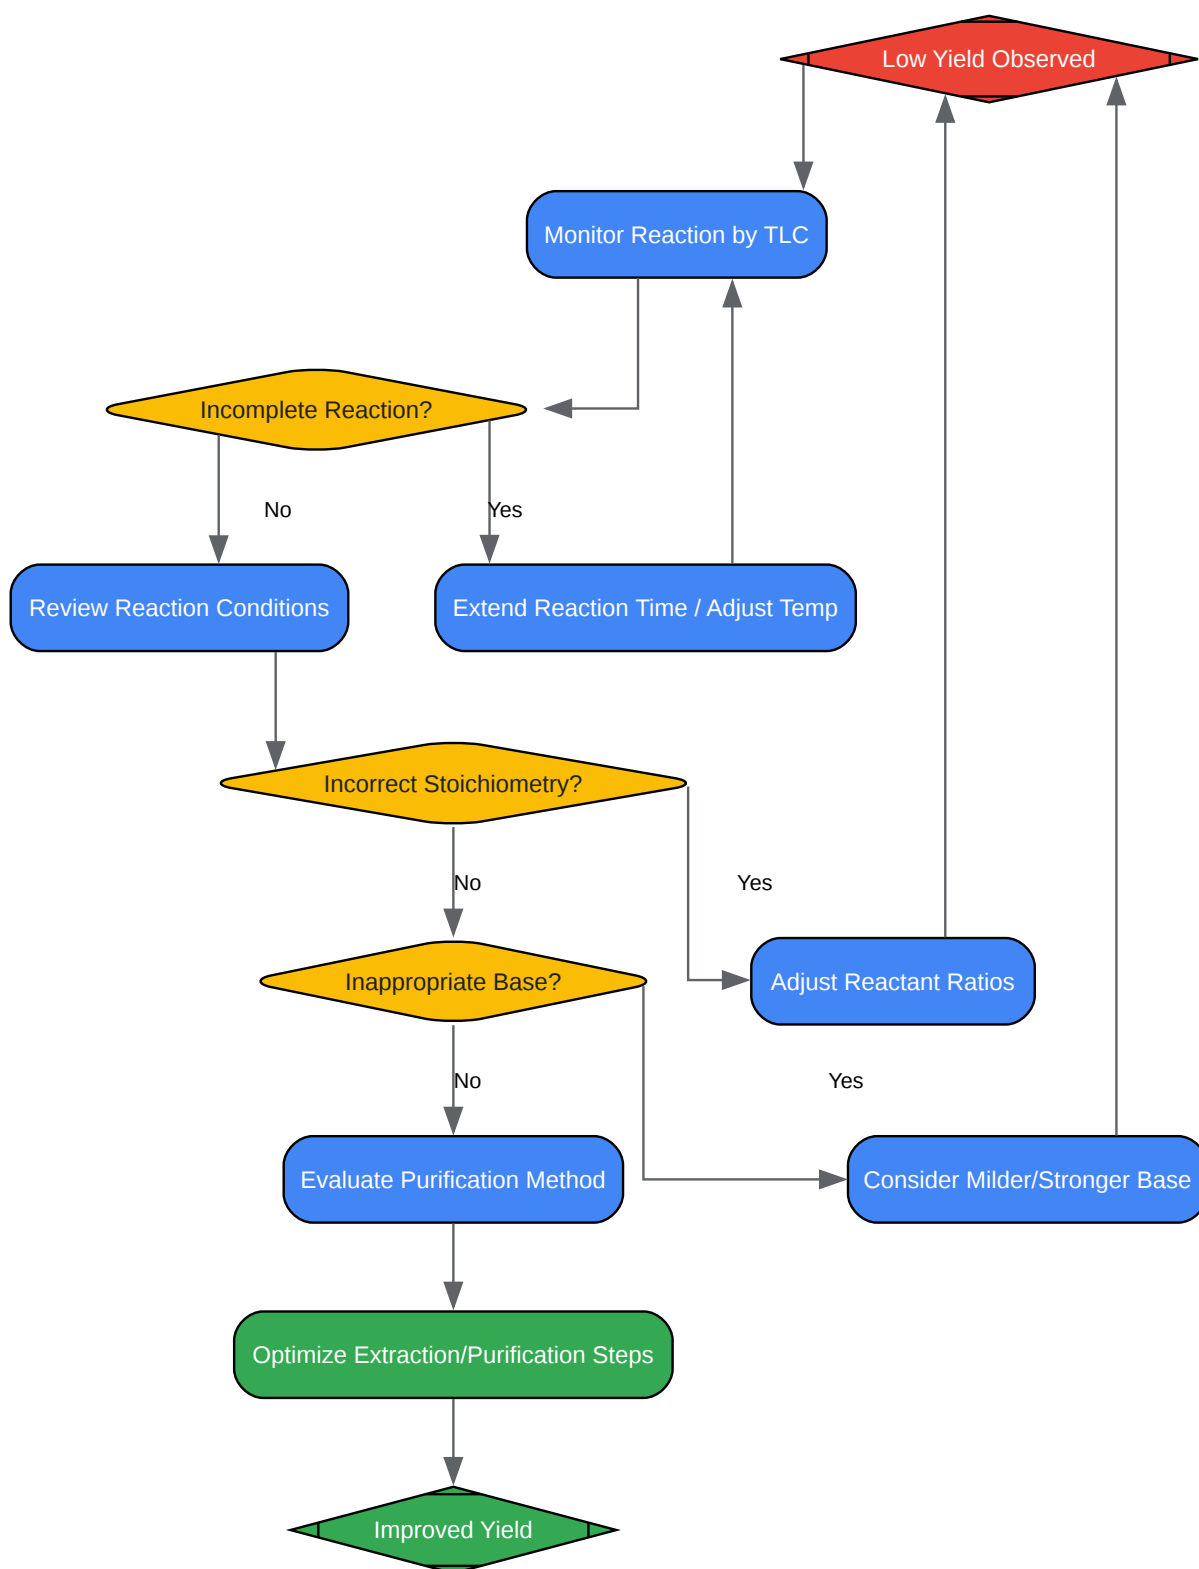 Low Yield Observed
Monitor Reaction by TLC
Incomplete Reaction?
No
Yes
Review Reaction Conditions
Extend Reaction Time / Adjust Temp
Incorrect Stoichiometry?
No
Yes
Inappropriate Base?
Adjust Reactant Ratios
No
Yes
Evaluate Purification Method
Consider Milder/Stronger Base
Optimize Extraction/Purification Steps
Improved Yield